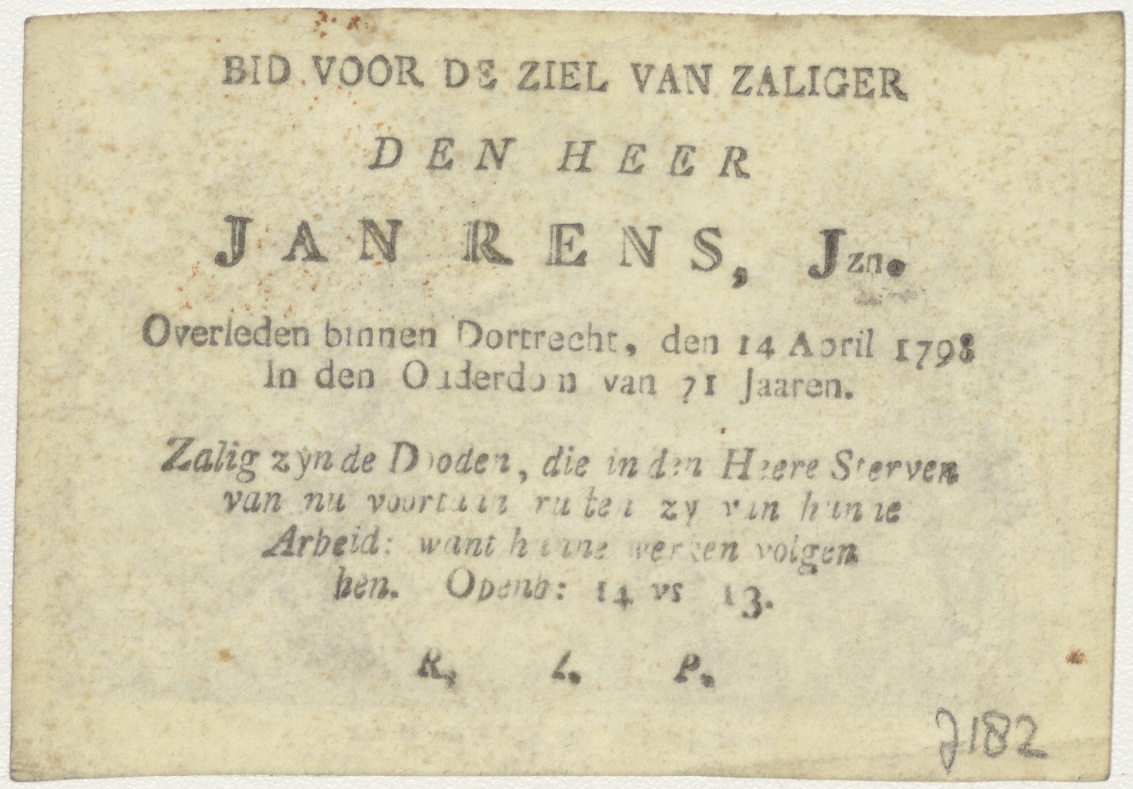 BID VOOR DE ZIEL VAN ZALIGER
DEN HEER
JAN RENS, Jzn.
Overleden binnen Dortrecht, den 14 April 1798
In den Ouderdom van 71 Jaaren.
Zalig zyn de Dooden, die in den Heere Sterven
van nu voortaan rusten zy van hunne
Arbeid: want hunne werken volgen
hen. Openb: 14 vs 13.
R, I. P.
J182